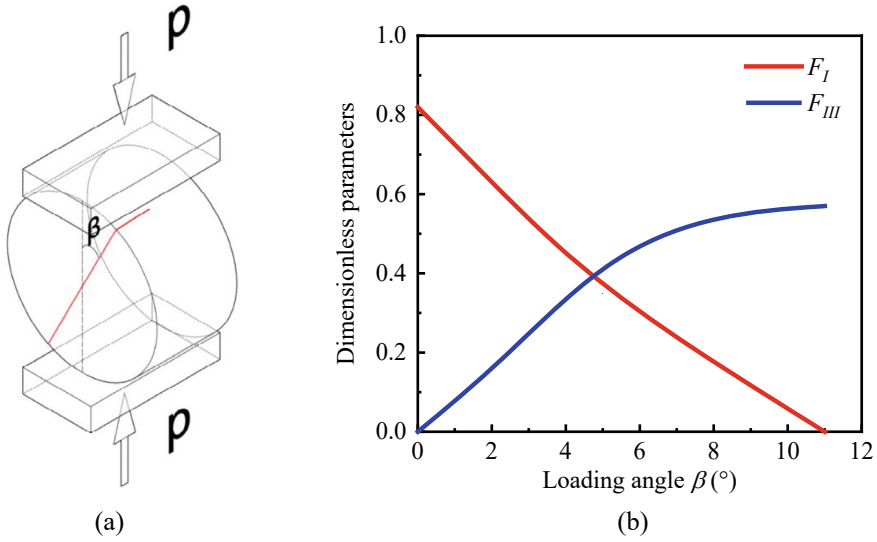 p
β
p
(a)
F_I
F_III
Dimensionless parameters
1.0
0.8
0.6
0.4
0.2
0.0
0 2 4 6 8 10 12
Loading angle β (°)
(b)